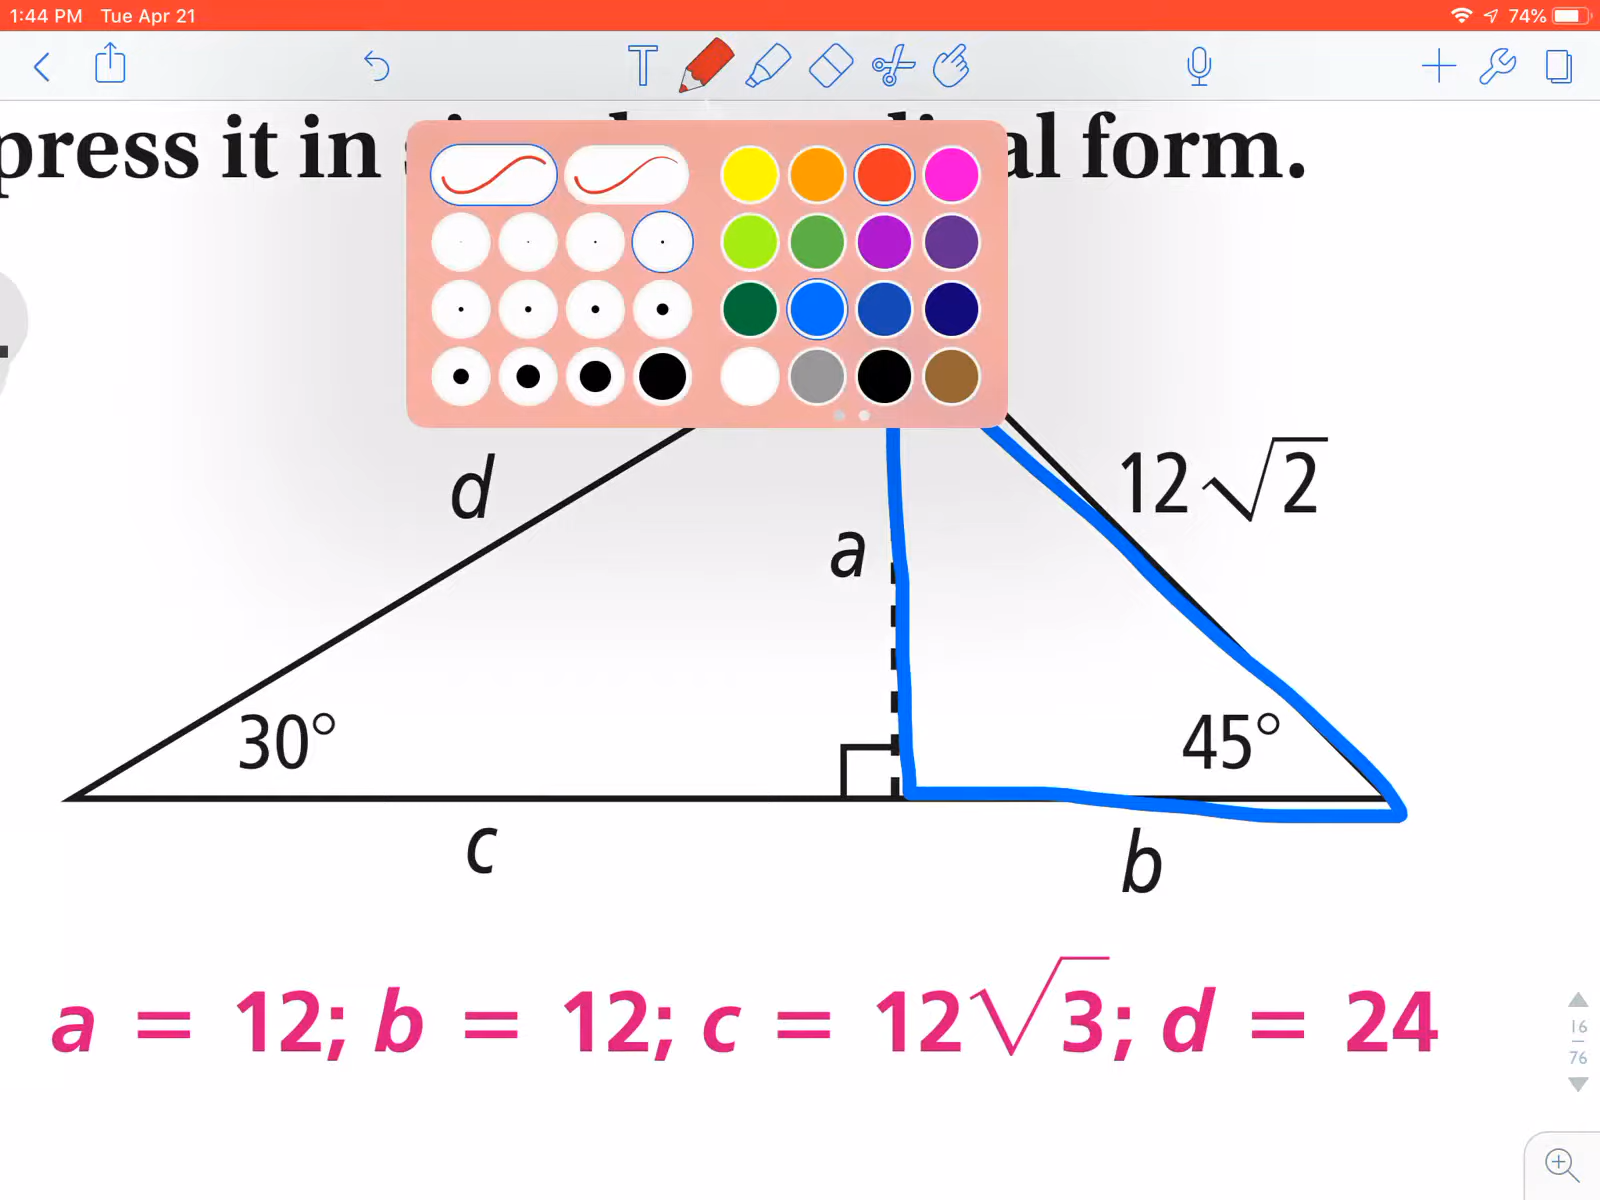 1:44 PM Tue Apr 21
74%
T
press it in
al form.
d
12√2
a
30°
45°
c
b
a = 12; b = 12; c = 12√3; d = 24
16
76